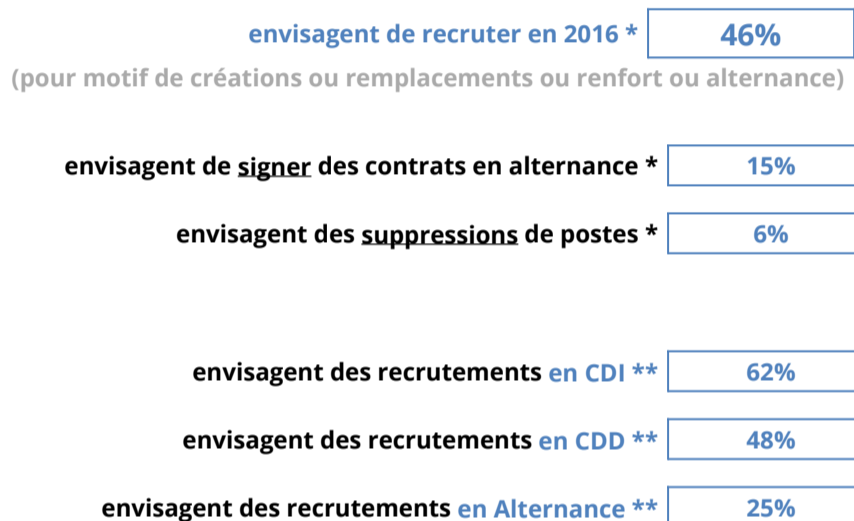 envisagent de recruter en 2016 * 46%
(pour motif de créations ou remplacements ou renfort ou alternance)
envisagent de signer des contrats en alternance * 15%
envisagent des suppressions de postes * 6%
envisagent des recrutements en CDI ** 62%
envisagent des recrutements en CDD ** 48%
envisagent des recrutements en Alternance ** 25%